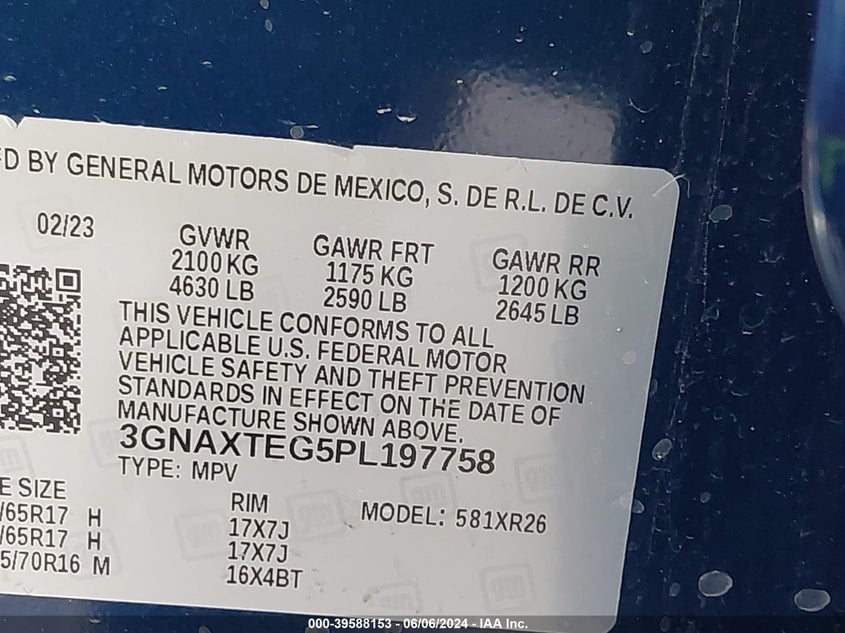 FD BY GENERAL MOTORS DE MEXICO, S. DE R.L. DE C.V.
02/23
GVWR GAWR FRT GAWR RR
2100 KG 1175 KG 1200 KG
4630 LB 2590 LB 2645 LB
THIS VEHICLE CONFORMS TO ALL
APPLICABLE U.S. FEDERAL MOTOR
VEHICLE SAFETY AND THEFT PREVENTION
STANDARDS IN EFFECT ON THE DATE OF
MANUFACTURE SHOWN ABOVE.
3GNAXTEG5PL197758
TYPE: MPV
E SIZE RIM MODEL: 581XR26
/65R17 H 17X7J
/65R17 H 17X7J
5/70R16 M 16X4BT
gm
000-39588153 - 06/06/2024 - IAA Inc.